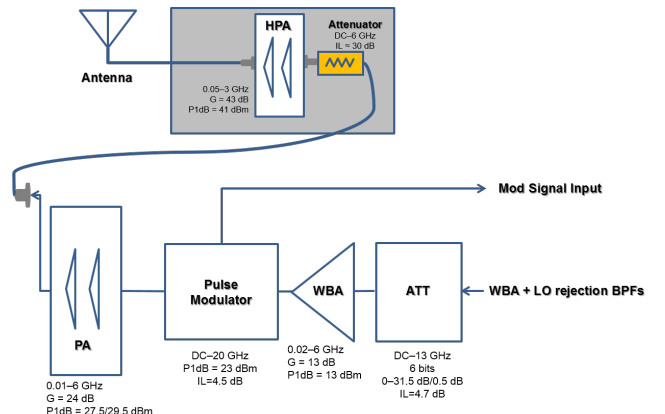 HPA
Attenuator
DC–6 GHz
IL ≈ 30 dB
Antenna
0.05–3 GHz
G = 43 dB
P1dB = 41 dBm
Mod Signal Input
Pulse
Modulator
WBA
ATT
WBA + LO rejection BPFs
PA
DC–20 GHz
P1dB = 23 dBm
IL=4.5 dB
0.02–6 GHz
G = 13 dB
P1dB = 13 dBm
DC–13 GHz
6 bits
0–31.5 dB/0.5 dB
IL=4.7 dB
0.01–6 GHz
G = 24 dB
P1dB = 27.5/29.5 dBm